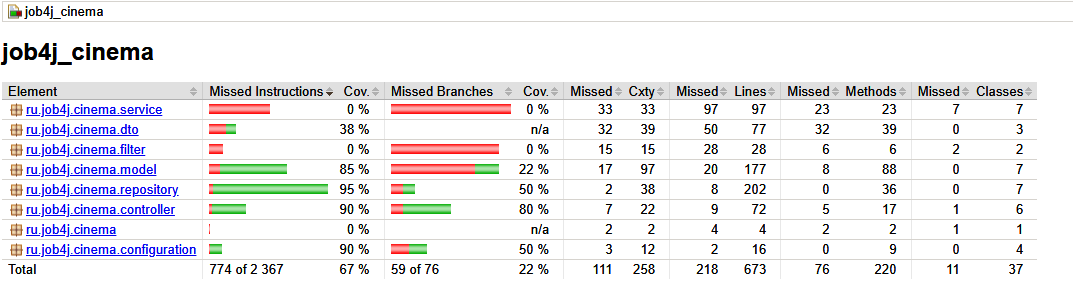 job4j_cinema
job4j_cinema
Element Missed Instructions Cov. Missed Branches Cov. Missed Cxty Missed Lines Missed Methods Missed Classes
ru.job4j.cinema.service 0 % 0 % 33 33 97 97 23 23 7 7
ru.job4j.cinema.dto 38 % n/a 32 39 50 77 32 39 0 3
ru.job4j.cinema.filter 0 % 0 % 15 15 28 28 6 6 2 2
ru.job4j.cinema.model 85 % 22 % 17 97 20 177 8 88 0 7
ru.job4j.cinema.repository 95 % 50 % 2 38 8 202 0 36 0 7
ru.job4j.cinema.controller 90 % 80 % 7 22 9 72 5 17 1 6
ru.job4j.cinema 0 % n/a 2 2 4 4 2 2 1 1
ru.job4j.cinema.configuration 90 % 50 % 3 12 2 16 0 9 0 4
Total 774 of 2 367 67 % 59 of 76 22 % 111 258 218 673 76 220 11 37